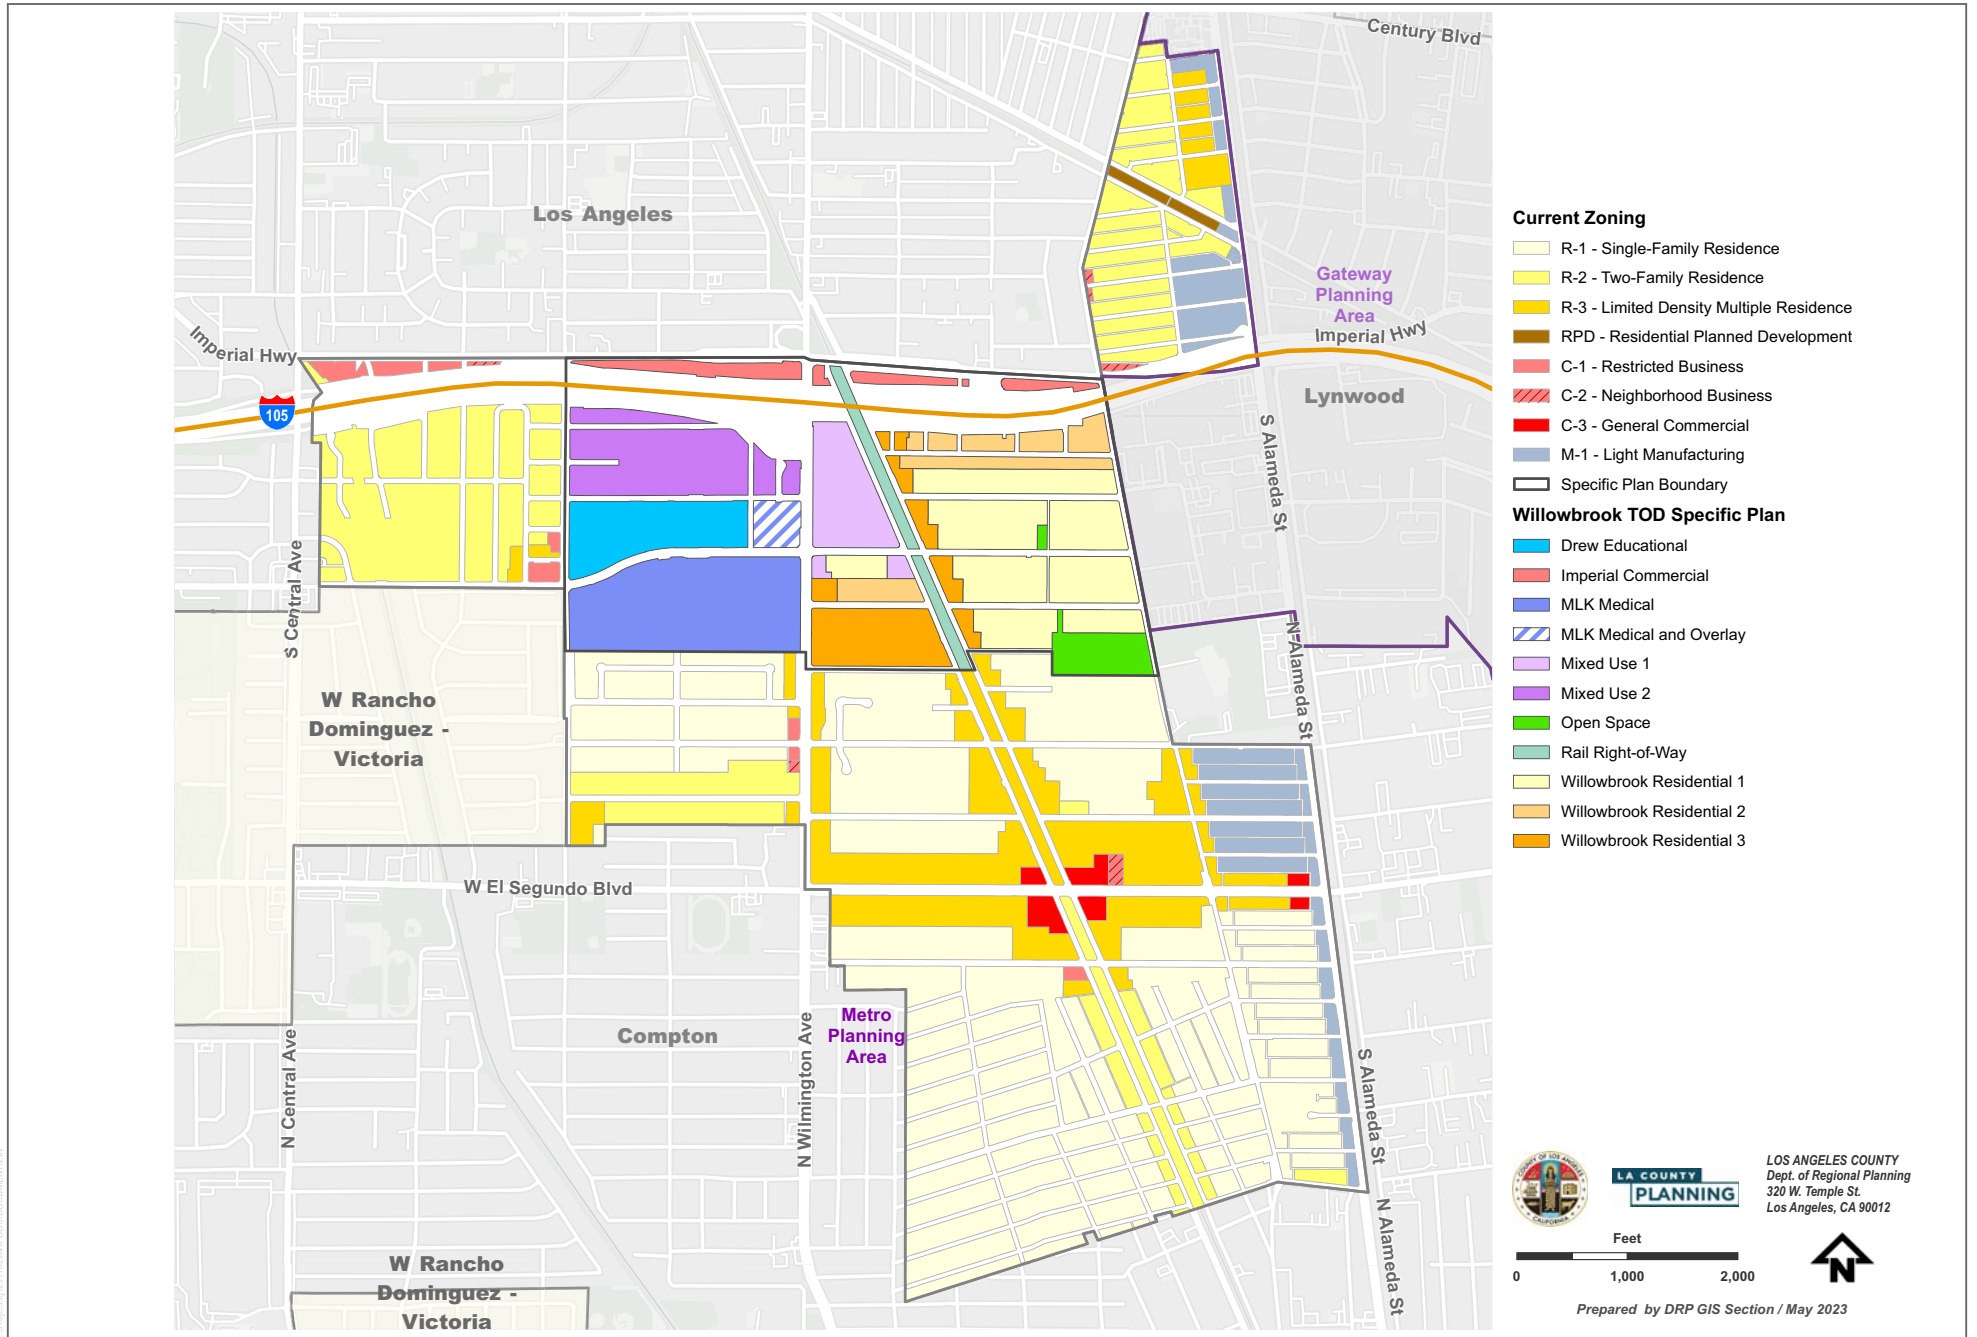 Century Blvd
Los Angeles
Gateway
Planning
Area
Imperial Hwy
Imperial Hwy
105
Lynwood
S Alameda St
S Central Ave
N Alameda St
N Alameda St
W Rancho
Dominguez -
Victoria
W El Segundo Blvd
Metro
Planning
Area
Compton
N Central Ave
N Wilmington Ave
S Alameda St
N Alameda St
W Rancho
Dominguez -
Victoria
Current Zoning
R-1 - Single-Family Residence
R-2 - Two-Family Residence
R-3 - Limited Density Multiple Residence
RPD - Residential Planned Development
C-1 - Restricted Business
C-2 - Neighborhood Business
C-3 - General Commercial
M-1 - Light Manufacturing
Specific Plan Boundary
Willowbrook TOD Specific Plan
Drew Educational
Imperial Commercial
MLK Medical
MLK Medical and Overlay
Mixed Use 1
Mixed Use 2
Open Space
Rail Right-of-Way
Willowbrook Residential 1
Willowbrook Residential 2
Willowbrook Residential 3
COUNTY OF LOS ANGELES
CALIFORNIA
LA COUNTY
PLANNING
LOS ANGELES COUNTY
Dept. of Regional Planning
320 W. Temple St.
Los Angeles, CA 90012
Feet
0 1,000 2,000
N
Prepared by DRP GIS Section / May 2023